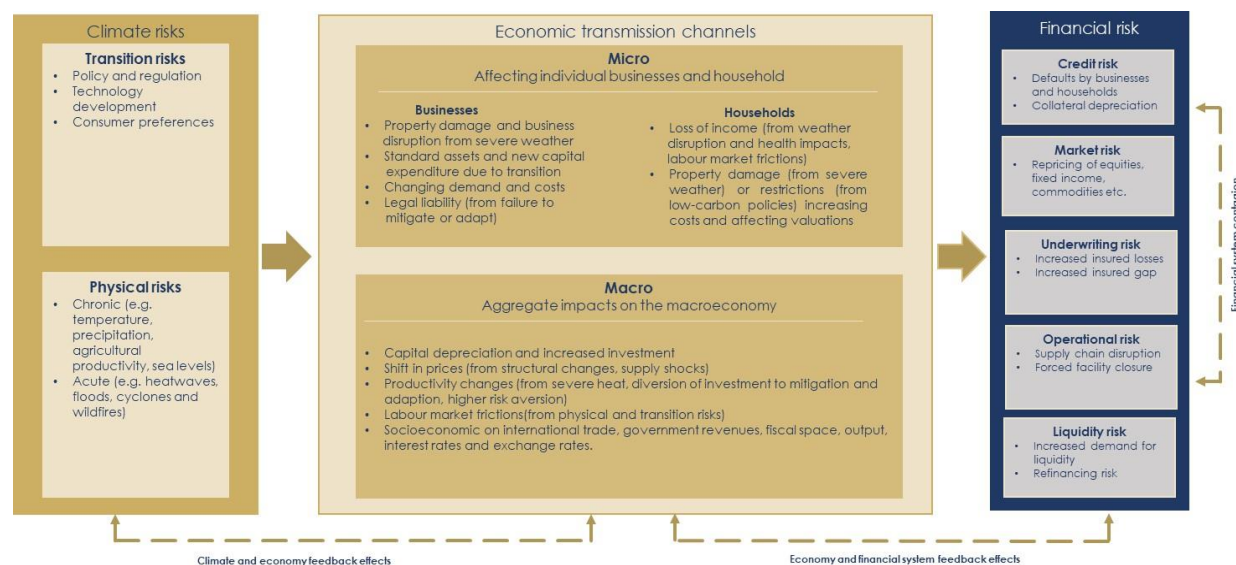 Climate risks
Transition risks
• Policy and regulation
• Technology
development
• Consumer preferences
Physical risks
• Chronic (e.g.
temperature,
precipitation,
agricultural
productivity, sea levels)
• Acute (e.g. heatwaves,
floods, cyclones and
wildfires)
Economic transmission channels
Micro
Affecting individual businesses and household
Businesses
• Property damage and business
disruption from severe weather
• Standard assets and new capital
expenditure due to transition
• Changing demand and costs
• Legal liability (from failure to
mitigate or adapt)
Households
• Loss of income (from weather
disruption and health impacts,
labour market frictions)
• Property damage (from severe
weather) or restrictions (from
low-carbon policies) increasing
costs and affecting valuations
Macro
Aggregate impacts on the macroeconomy
• Capital depreciation and increased investment
• Shift in prices (from structural changes, supply shocks)
• Productivity changes (from severe heat, diversion of investment to mitigation and
adaption, higher risk aversion)
• Labour market frictions(from physical and transition risks)
• Socioeconomic on international trade, government revenues, fiscal space, output,
interest rates and exchange rates.
Financial risk
Credit risk
• Defaults by businesses
and households
• Collateral depreciation
Market risk
• Repricing of equities,
fixed income,
commodities etc.
Underwriting risk
• Increased insured losses
• Increased insured gap
Operational risk
• Supply chain disruption
• Forced facility closure
Liquidity risk
• Increased demand for
liquidity
• Refinancing risk
Financial system contagion
Climate and economy feedback effects
Economy and financial system feedback effects